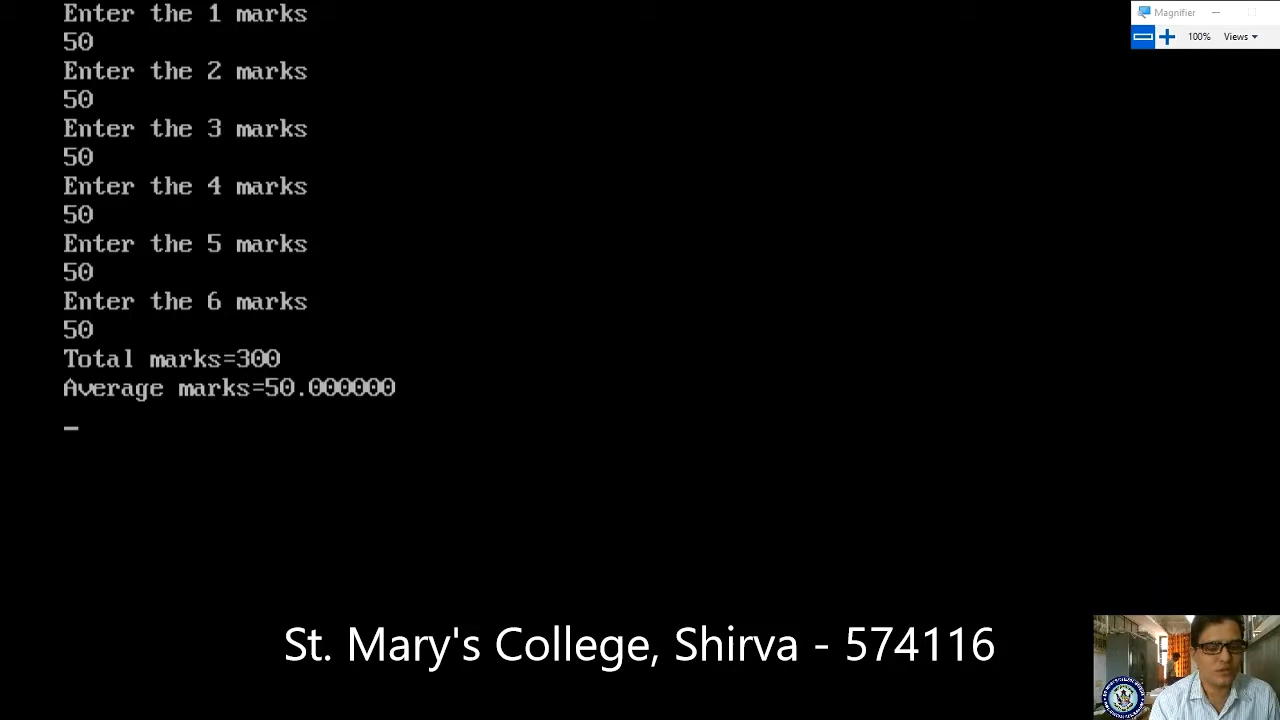 Enter the 1 marks
50
Enter the 2 marks
50
Enter the 3 marks
50
Enter the 4 marks
50
Enter the 5 marks
50
Enter the 6 marks
50
Total marks=300
Average marks=50.000000
_
Magnifier
100% Views
St. Mary's College, Shirva - 574116